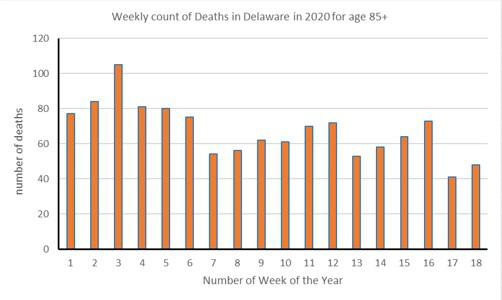 Weekly count of Deaths in Delaware in 2020 for age 85+
120
100
80
60
40
20
0
number of deaths
1 2 3 4 5 6 7 8 9 10 11 12 13 14 15 16 17 18
Number of Week of the Year